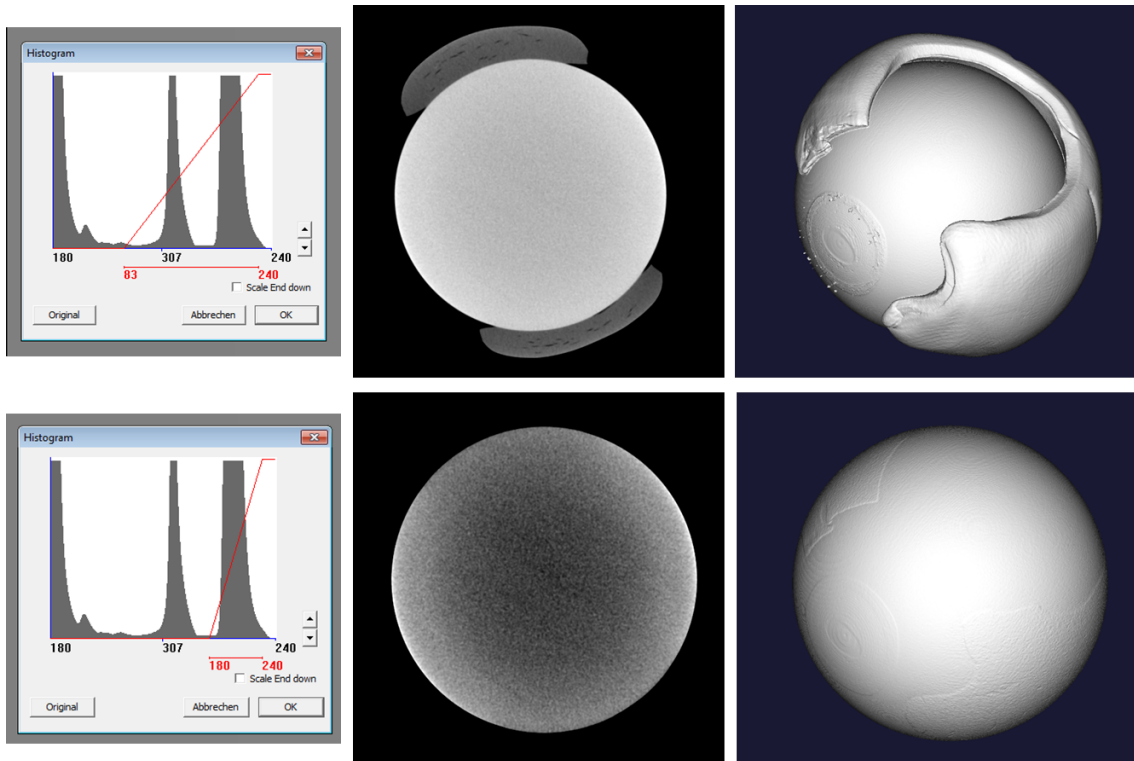 Histogram
180 307 240
83 240
Scale End down
Original Abbrechen OK
Histogram
180 307 240
180 240
Scale End down
Original Abbrechen OK